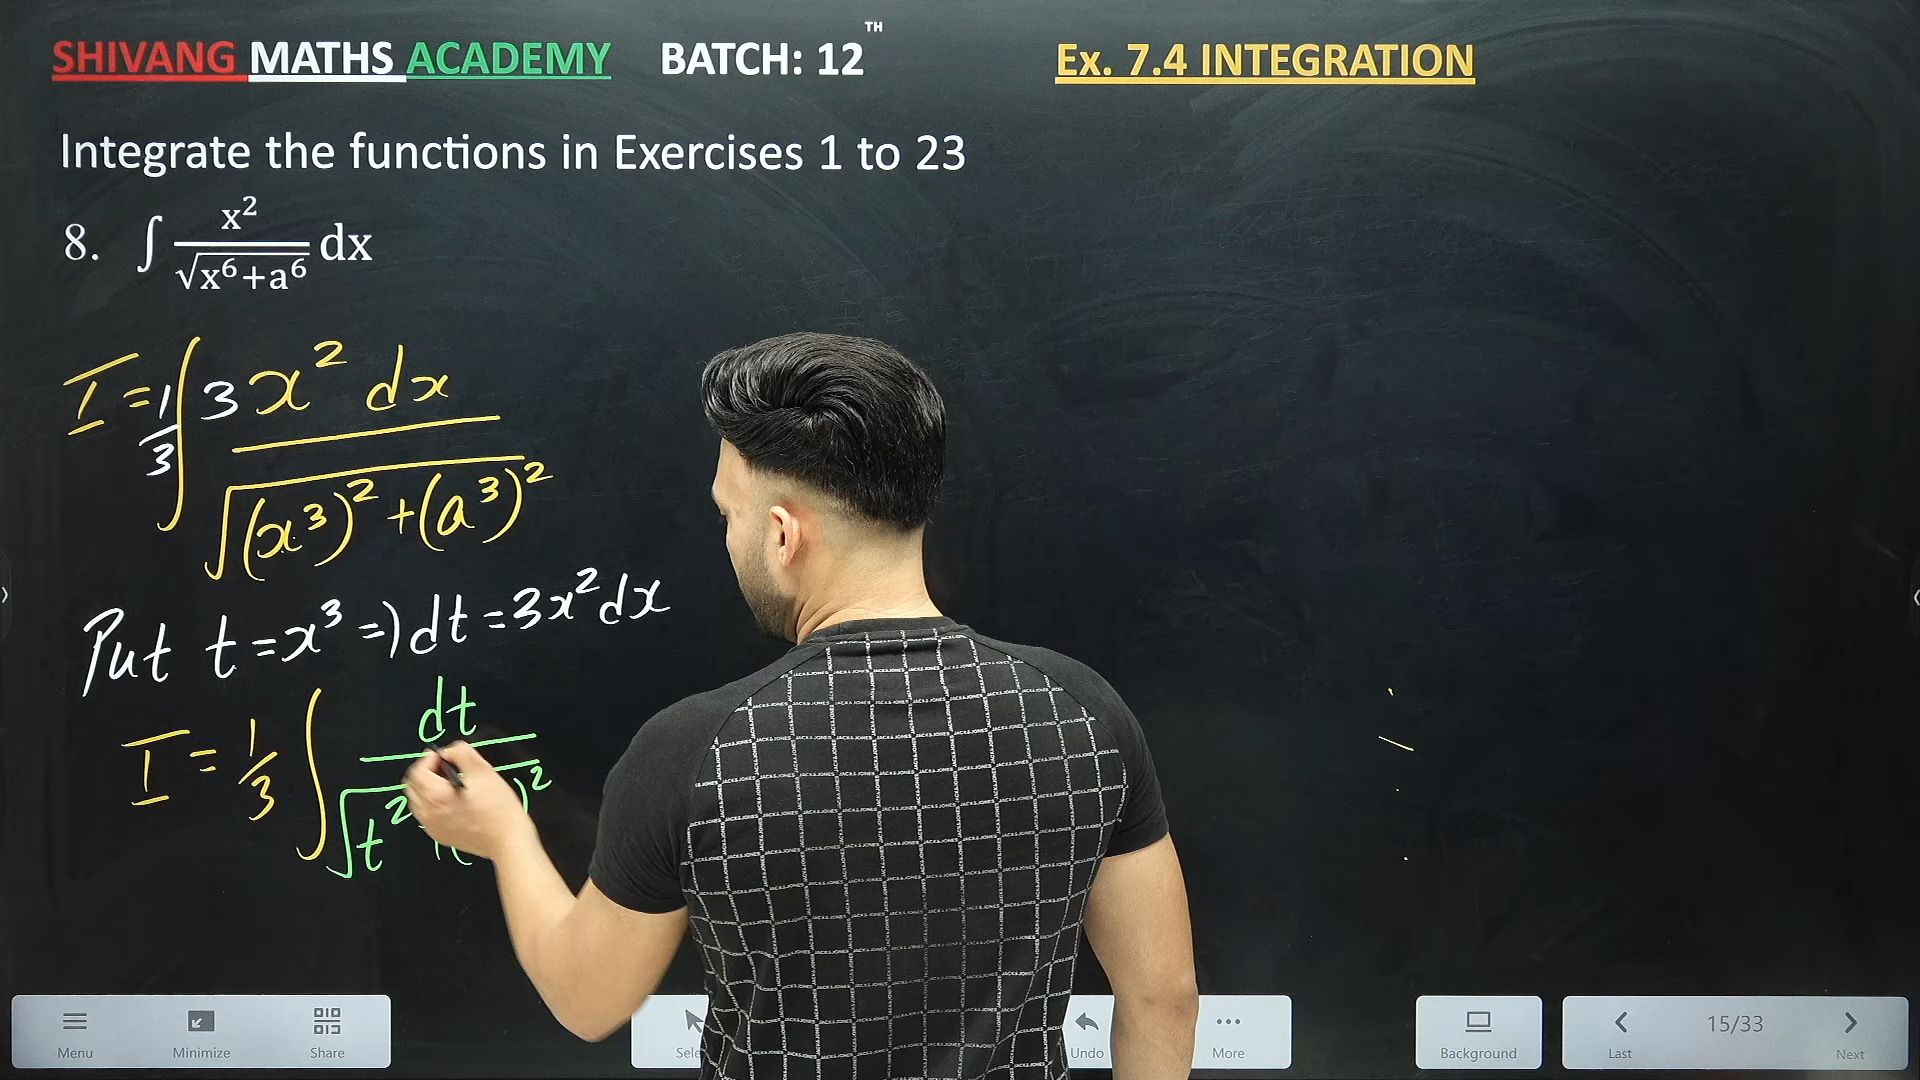 SHIVANG MATHS ACADEMY BATCH: 12TH Ex. 7.4 INTEGRATION
Integrate the functions in Exercises 1 to 23
8. ∫ x²/√x⁶+a⁶ dx
I = 1/3 ∫ 3x² dx / √(x³)² + (a³)²
Put t = x³ => dt = 3x² dx
I = 1/3 ∫ dt / √t² )²
Menu Minimize Share Undo More Background Last 15/33 Next